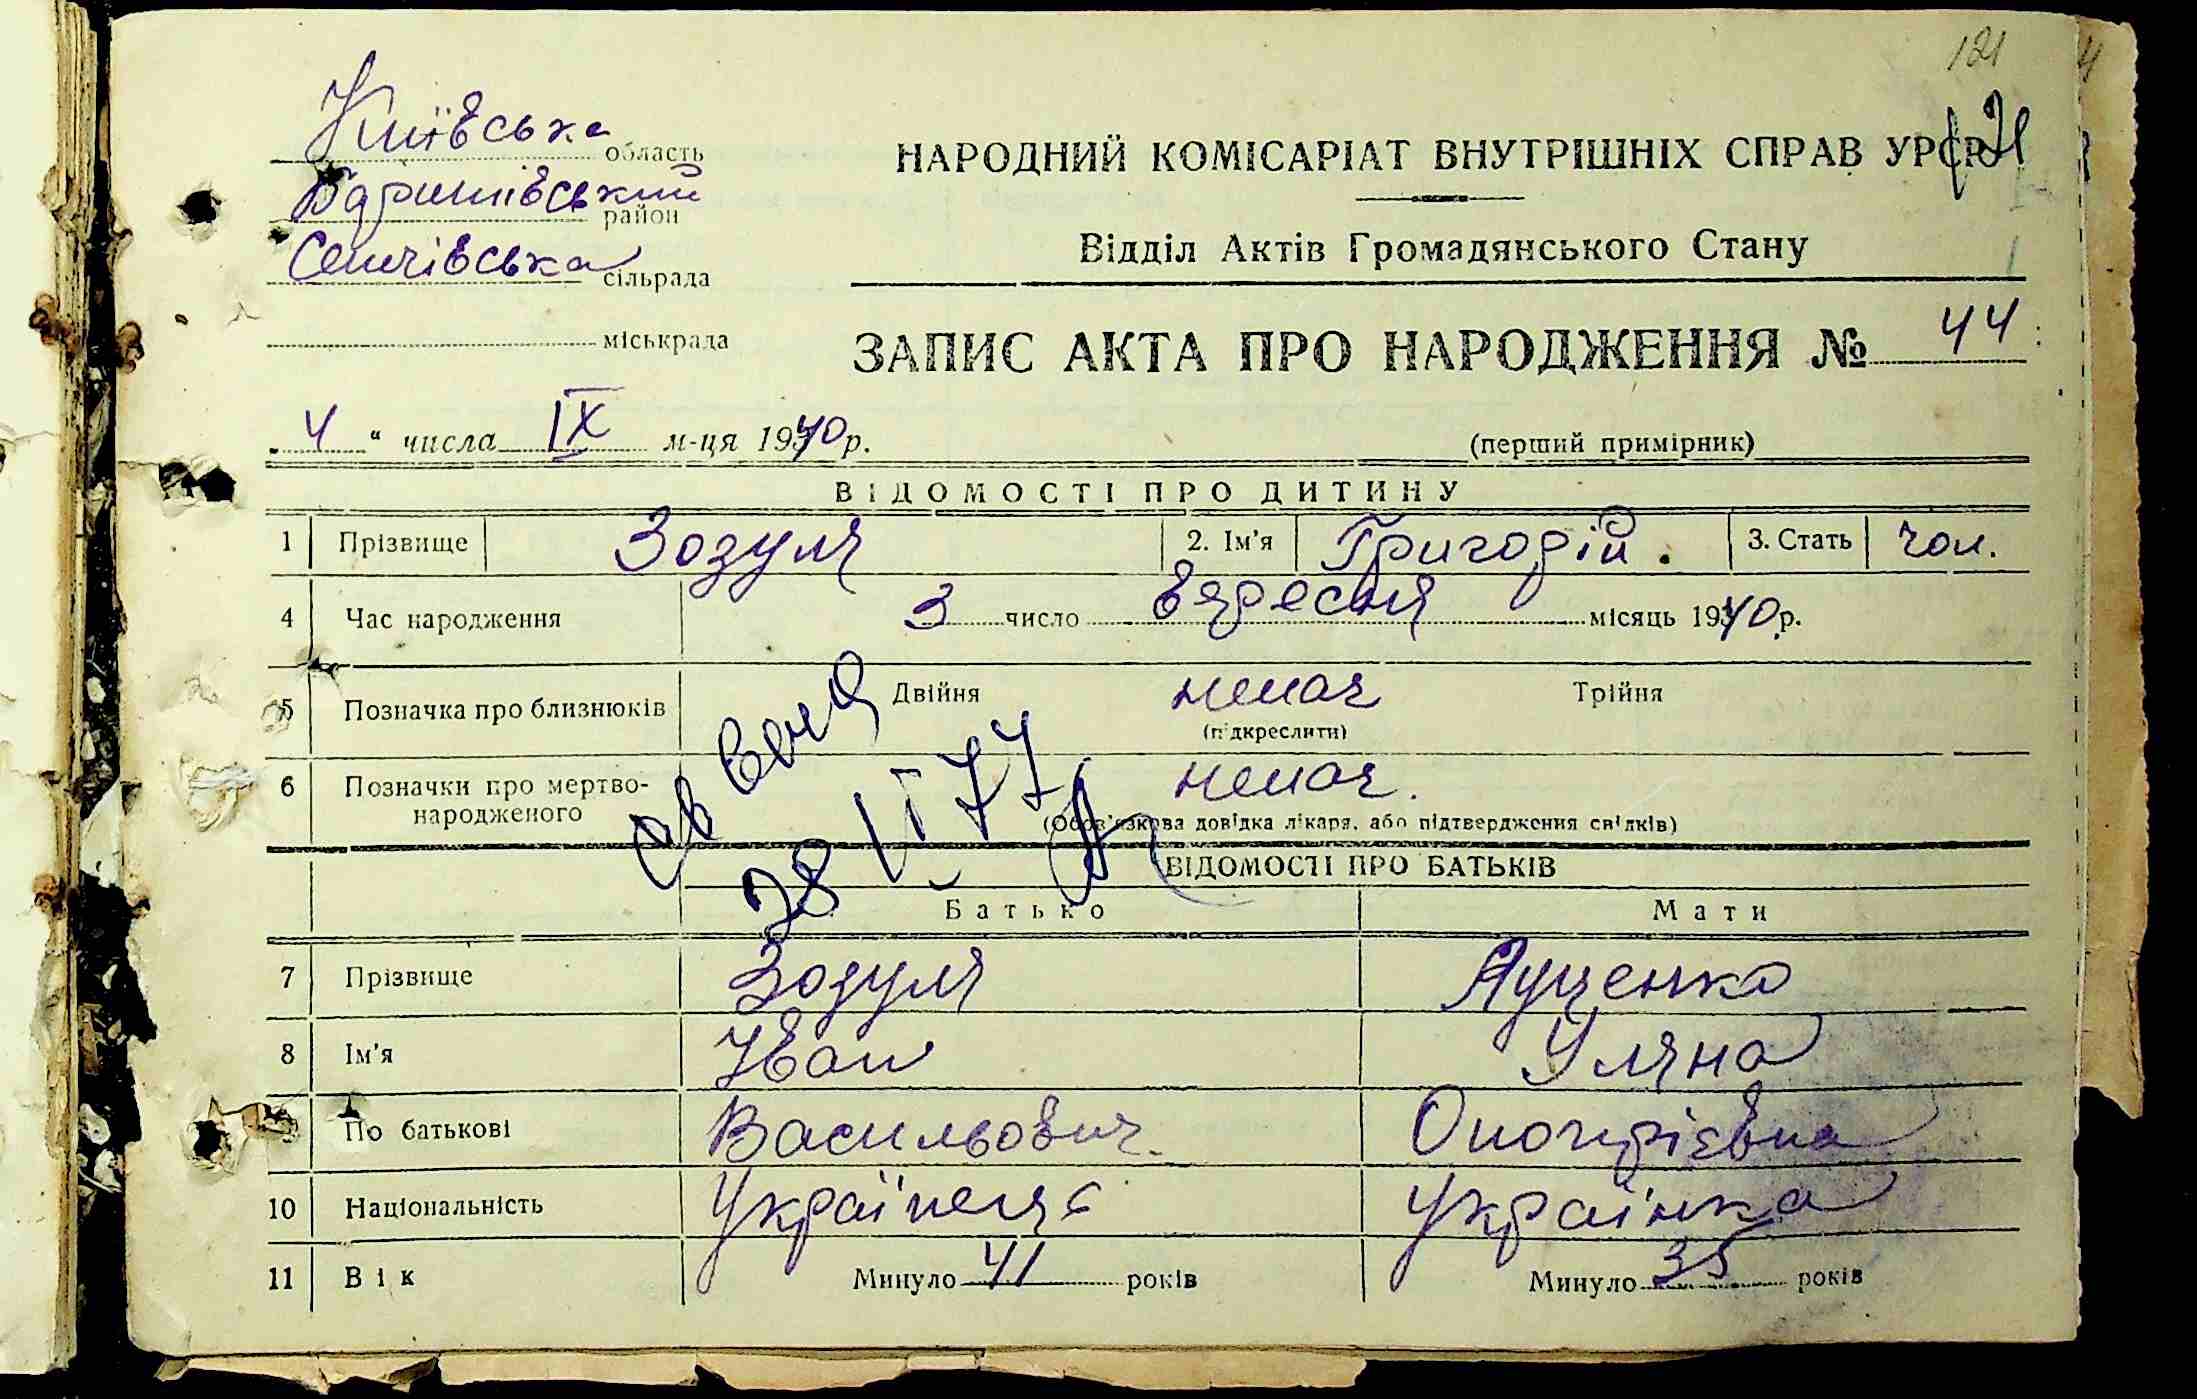 121
Київська область
Баришівський район
Сеничівська сільрада
міськрада
НАРОДНИЙ КОМІСАРІАТ ВНУТРІШНІХ СПРАВ УРСР
Відділ Актів Громадянського Стану
ЗАПИС АКТА ПРО НАРОДЖЕННЯ № 44
4 " числа IX м-ця 1940 р.
(перший примірник)
ВІДОМОСТІ ПРО ДИТИНУ
1 Прізвище Зозуля 2. Ім'я Григорій. 3. Стать чол.
4 Час народження 3 число вересня місяць 1940 р.
5 Позначка про близнюків Двійня немає Трійня
(підкреслити)
6 Позначки про мертво-
народженого немає.
(Обов'язкова довідка лікаря, або підтвердження свідків)
28 VI 77
ВІДОМОСТІ ПРО БАТЬКІВ
Батько Мати
7 Прізвище Зозуля Яценко
8 Ім'я Іван Уляна
9 По батькові Васильович. Оногрієвна
10 Національність Українець Українка
11 Вік Минуло 41 років Минуло 35 років